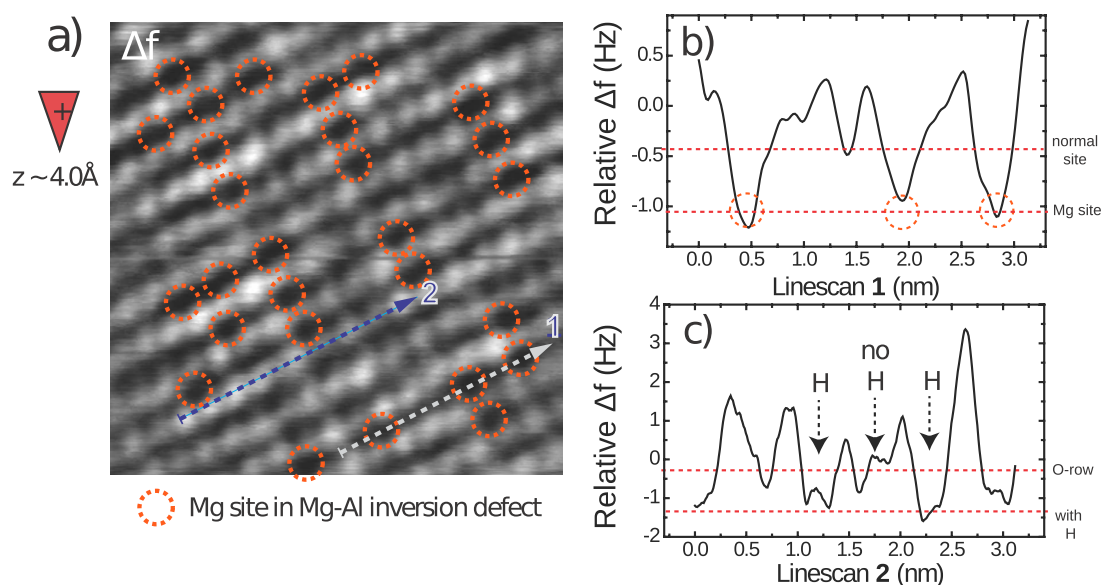 a)
Δf
+
z ~4.0Å
2
1
Mg site in Mg-Al inversion defect
b)
Relative Δf (Hz)
0.5
0.0
-0.5
-1.0
normal
site
Mg site
0.0 0.5 1.0 1.5 2.0 2.5 3.0
Linescan 1 (nm)
c)
Relative Δf (Hz)
4
3
2
1
0
-1
-2
no
H H H
O-row
with
H
0.0 0.5 1.0 1.5 2.0 2.5 3.0
Linescan 2 (nm)